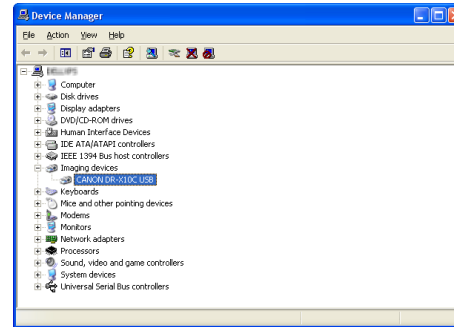 Device Manager
File Action View Help
Computer
Disk drives
Display adapters
DVD/CD-ROM drives
Human Interface Devices
IDE ATA/ATAPI controllers
IEEE 1394 Bus host controllers
Imaging devices
CANON DR-X10C USB
Keyboards
Mice and other pointing devices
Modems
Monitors
Network adapters
Processors
Sound, video and game controllers
System devices
Universal Serial Bus controllers